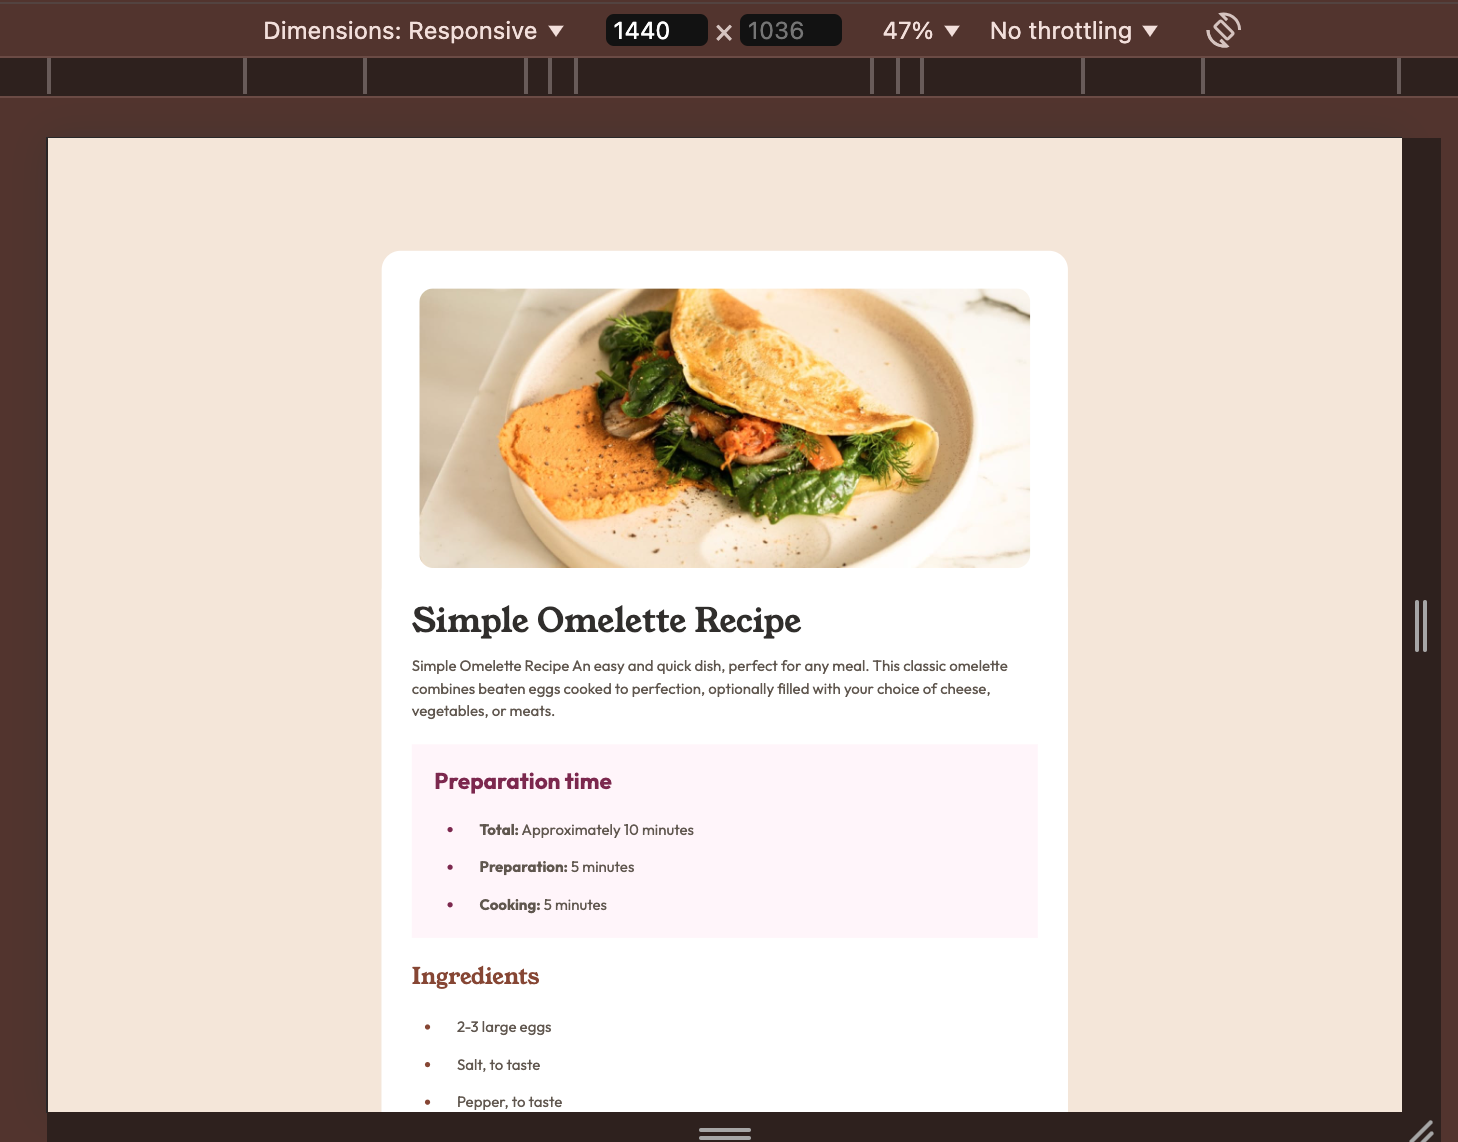 Dimensions: Responsive ▼ 1440 × 1036 47% ▼ No throttling ▼
Simple Omelette Recipe
Simple Omelette Recipe An easy and quick dish, perfect for any meal. This classic omelette
combines beaten eggs cooked to perfection, optionally filled with your choice of cheese,
vegetables, or meats.
Preparation time
• Total: Approximately 10 minutes
• Preparation: 5 minutes
• Cooking: 5 minutes
Ingredients
• 2-3 large eggs
• Salt, to taste
• Pepper, to taste